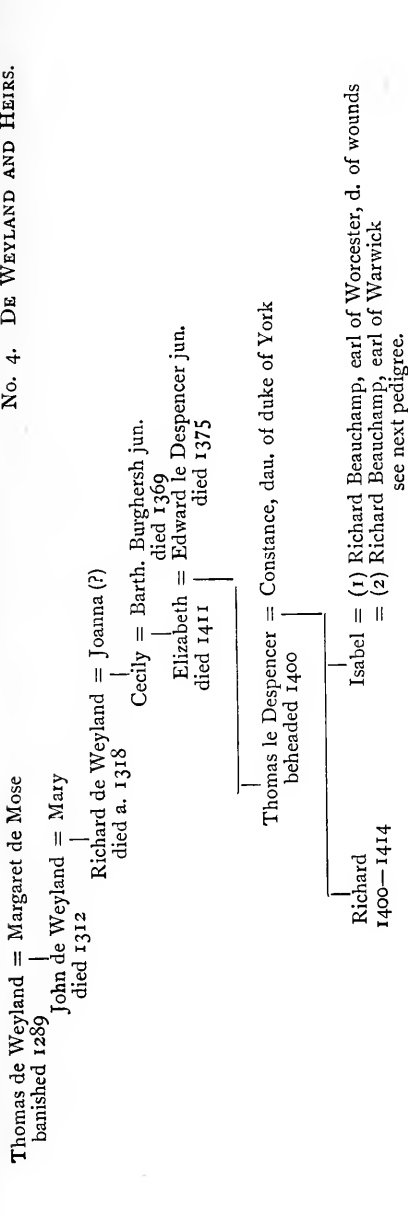 No. 4. De Weyland and Heirs.
Thomas de Weyland = Margaret de Mose
banished 1289
John de Weyland = Mary
died 1312
Richard de Weyland = Joanna (?)
died a. 1318
Cecily = Barth. Burghersh jun.
died 1369
Elizabeth = Edward le Despencer jun.
died 1411 died 1375
Thomas le Despencer = Constance, dau. of duke of York
beheaded 1400
Richard
1400—1414
Isabel = (1) Richard Beauchamp, earl of Worcester, d. of wounds
= (2) Richard Beauchamp, earl of Warwick
see next pedigree.